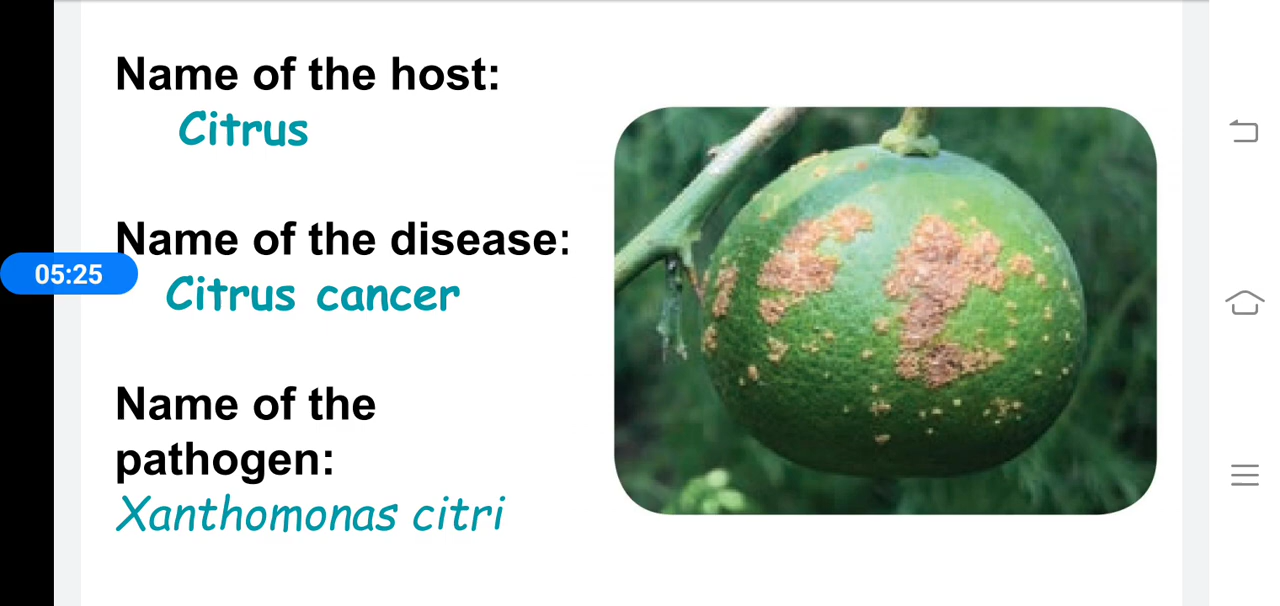 Name of the host:
Citrus
Name of the disease:
05:25
Citrus cancer
Name of the
pathogen:
Xanthomonas citri